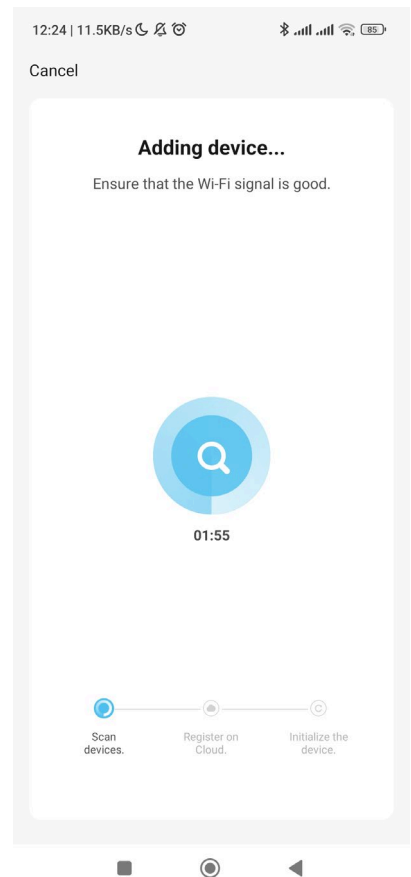 12:24 | 11.5KB/s
85
Cancel
Adding device...
Ensure that the Wi-Fi signal is good.
01:55
Scan
devices.
Register on
Cloud.
Initialize the
device.